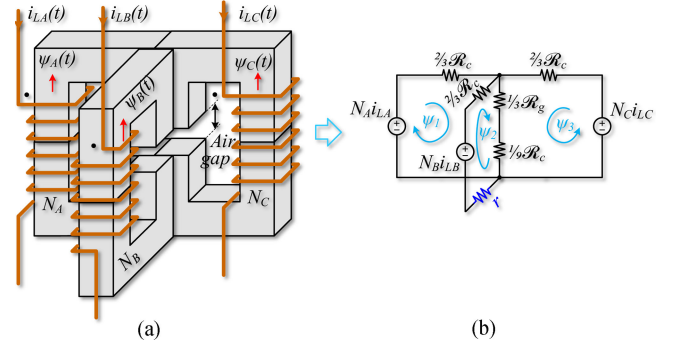 iLA(t)
iLB(t)
iLC(t)
ψA(t)
ψB(t)
ψC(t)
Air
gap
NA
NB
NC
(a)
⅔ℛc
⅔ℛc
⅔ℛc
⅓ℛg
NAiLA
ψ1
ψ2
ψ3
NCiLC
NBiLB
⅑ℛc
r
(b)